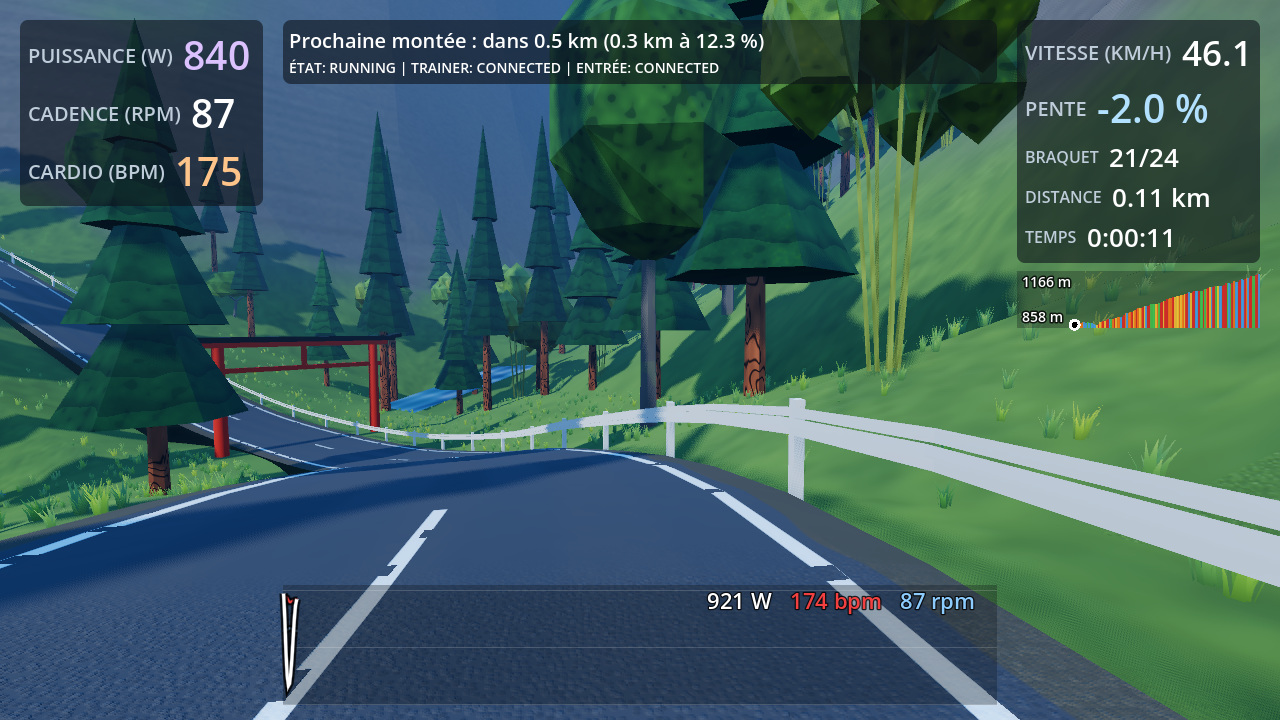 PUISSANCE (W) 840
CADENCE (RPM) 87
CARDIO (BPM) 175
Prochaine montée : dans 0.5 km (0.3 km à 12.3 %)
ÉTAT: RUNNING | TRAINER: CONNECTED | ENTRÉE: CONNECTED
VITESSE (KM/H) 46.1
PENTE -2.0 %
BRAQUET 21/24
DISTANCE 0.11 km
TEMPS 0:00:11
1166 m
858 m
921 W 174 bpm 87 rpm